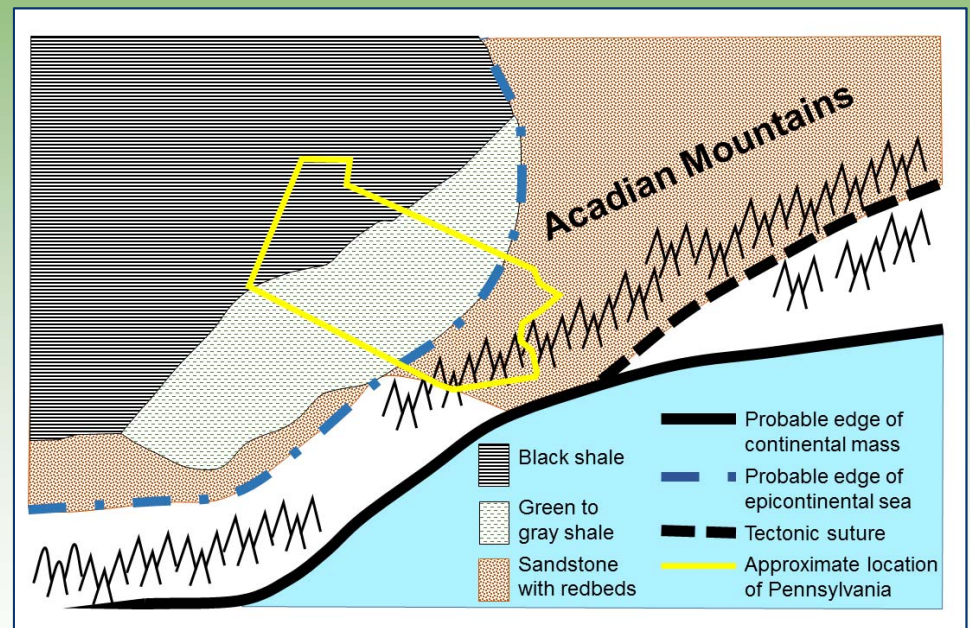 Acadian Mountains
Black shale
Green to
gray shale
Sandstone
with redbeds
Probable edge of
continental mass
Probable edge of
epicontinental sea
Tectonic suture
Approximate location
of Pennsylvania